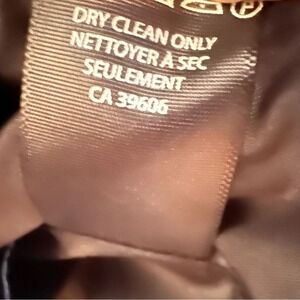 DRY CLEAN ONLY
NETTOYER À SEC
SEULEMENT
CA 39606